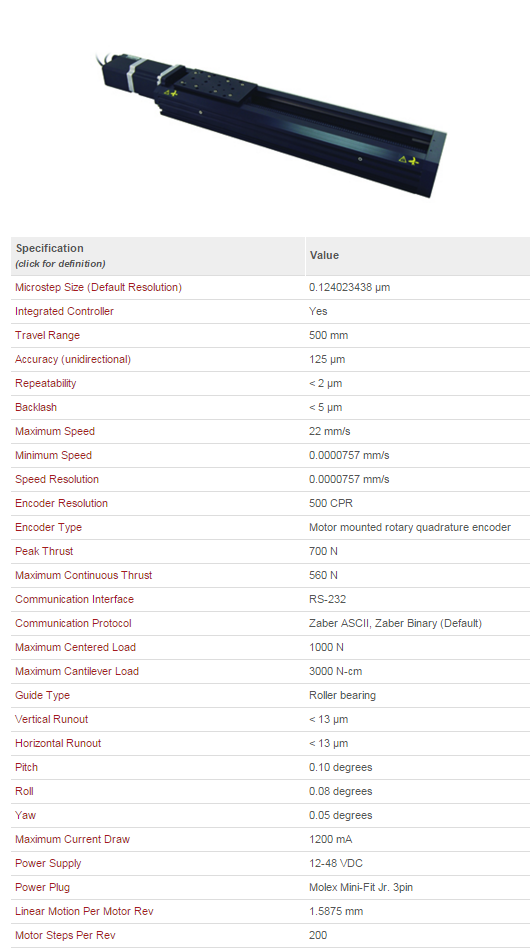 Specification
(click for definition) Value
Microstep Size (Default Resolution) 0.124023438 µm
Integrated Controller Yes
Travel Range 500 mm
Accuracy (unidirectional) 125 µm
Repeatability < 2 µm
Backlash < 5 µm
Maximum Speed 22 mm/s
Minimum Speed 0.0000757 mm/s
Speed Resolution 0.0000757 mm/s
Encoder Resolution 500 CPR
Encoder Type Motor mounted rotary quadrature encoder
Peak Thrust 700 N
Maximum Continuous Thrust 560 N
Communication Interface RS-232
Communication Protocol Zaber ASCII, Zaber Binary (Default)
Maximum Centered Load 1000 N
Maximum Cantilever Load 3000 N-cm
Guide Type Roller bearing
Vertical Runout < 13 µm
Horizontal Runout < 13 µm
Pitch 0.10 degrees
Roll 0.08 degrees
Yaw 0.05 degrees
Maximum Current Draw 1200 mA
Power Supply 12-48 VDC
Power Plug Molex Mini-Fit Jr. 3pin
Linear Motion Per Motor Rev 1.5875 mm
Motor Steps Per Rev 200